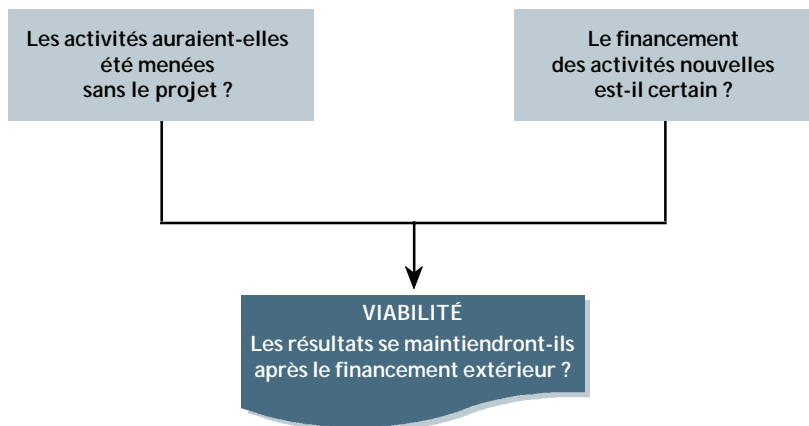 Les activités auraient-elles
été menées
sans le projet ?
Le financement
des activités nouvelles
est-il certain ?
VIABILITÉ
Les résultats se maintiendront-ils
après le financement extérieur ?